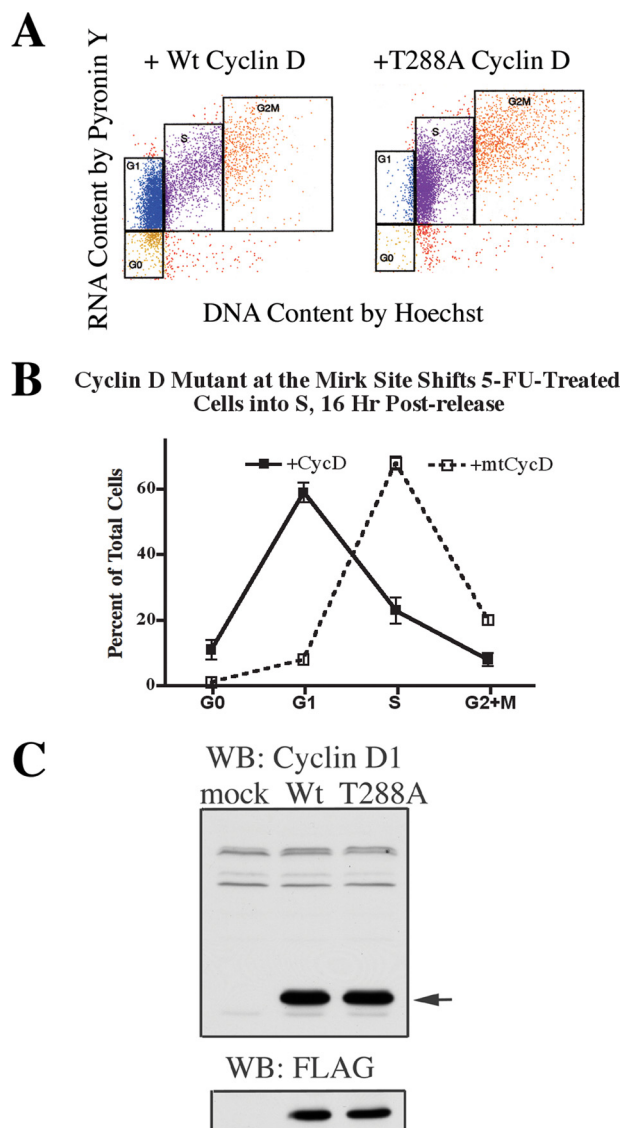 A
+ Wt Cyclin D
+T288A Cyclin D
RNA Content by Pyronin Y
G2M
S
G1
G0
G2M
S
G1
G0
DNA Content by Hoechst
B
Cyclin D Mutant at the Mirk Site Shifts 5-FU-Treated
Cells into S, 16 Hr Post-release
+CycD
+mtCycD
Percent of Total Cells
60
40
20
0
G0 G1 S G2+M
C
WB: Cyclin D1
mock Wt T288A
WB: FLAG